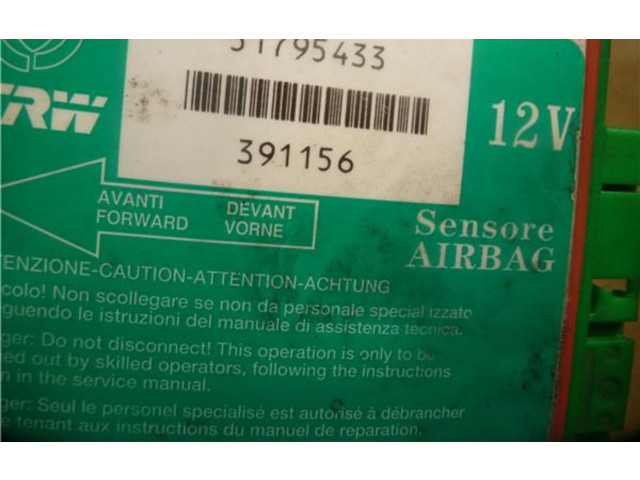 51795433
TRW
12V
391156
AVANTI DEVANT
FORWARD VORNE
Sensore
AIRBAG
TENZIONE-CAUTION-ATTENTION-ACHTUNG
colo! Non scollegare se non da personale specializzato
guendo le istruzioni del manuale di assistenza tecnica.
ger: Do not disconnect! This operation is only to be
ed out by skilled operators, following the instructions
n in the service manual.
ger: Seul le personel spécialisé est autorisé à débrancher
e tenant aux instructions du manuel de reparation.